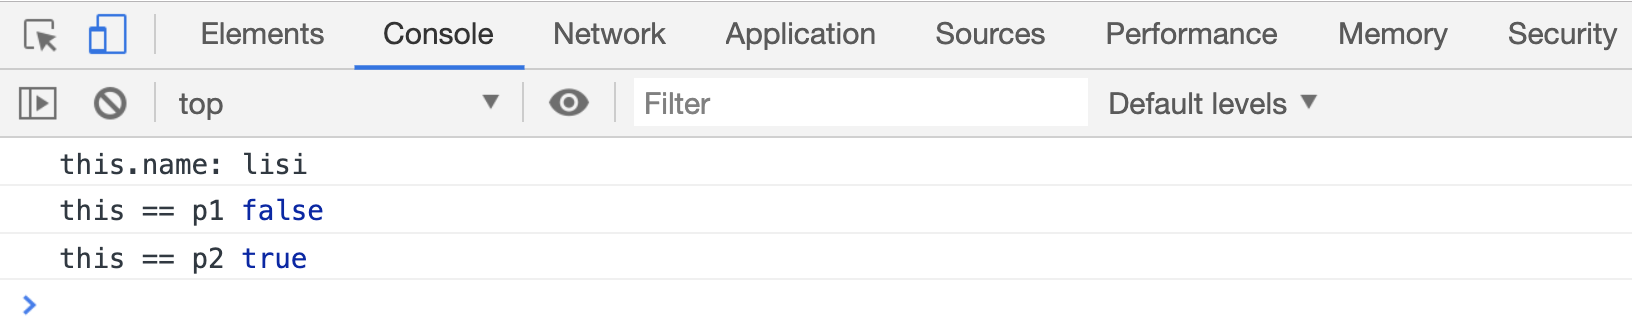 Elements Console Network Application Sources Performance Memory Security
top Filter Default levels
this.name: lisi
this == p1 false
this == p2 true